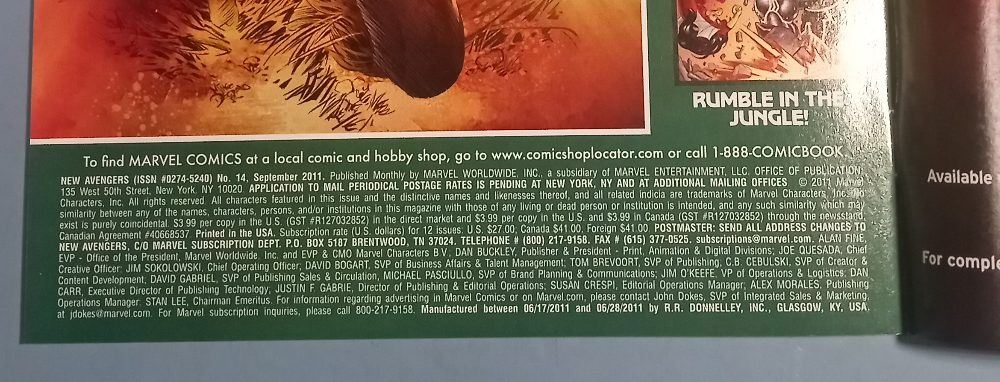 RUMBLE IN THE
JUNGLE!
To find MARVEL COMICS at a local comic and hobby shop, go to www.comicshoplocator.com or call 1-888-COMICBOOK.
NEW AVENGERS (ISSN #0274-5240) No. 14, September 2011. Published Monthly by MARVEL WORLDWIDE, INC., a subsidiary of MARVEL ENTERTAINMENT, LLC. OFFICE OF PUBLICATION:
135 West 50th Street, New York, NY 10020. APPLICATION TO MAIL PERIODICAL POSTAGE RATES IS PENDING AT NEW YORK, NY AND AT ADDITIONAL MAILING OFFICES © 2011 Marvel
Characters, Inc. All rights reserved. All characters featured in this issue and the distinctive names and likenesses thereof, and all related indicia are trademarks of Marvel Characters, Inc. No
similarity between any of the names, characters, persons, and/or institutions in this magazine with those of any living or dead person or institution is intended, and any such similarity which may
exist is purely coincidental. $3.99 per copy in the U.S. (GST #R127032852) in the direct market and $3.99 per copy in the U.S. and $3.99 in Canada (GST #R127032852) through the newsstand;
Canadian Agreement #40668537. Printed in the USA. Subscription rate (U.S. dollars) for 12 issues: U.S. $27.00; Canada $41.00; Foreign $41.00. POSTMASTER: SEND ALL ADDRESS CHANGES TO
NEW AVENGERS, C/O MARVEL SUBSCRIPTION DEPT. P.O. BOX 5187 BRENTWOOD, TN 37024. TELEPHONE # (800) 217-9158. FAX # (615) 377-0525. subscriptions@marvel.com. ALAN FINE,
EVP - Office of the President, Marvel Worldwide, Inc. and EVP & CMO Marvel Characters B.V.; DAN BUCKLEY, Publisher & President - Print, Animation & Digital Divisions; JOE QUESADA, Chief
Creative Officer; JIM SOKOLOWSKI, Chief Operating Officer; DAVID BOGART, SVP of Business Affairs & Talent Management; TOM BREVOORT, SVP of Publishing; C.B. CEBULSKI, SVP of Creator &
Content Development; DAVID GABRIEL, SVP of Publishing Sales & Circulation; MICHAEL PASCIULLO, SVP of Brand Planning & Communications; JIM O'KEEFE, VP of Operations & Logistics; DAN
CARR, Executive Director of Publishing Technology; JUSTIN F. GABRIE, Director of Publishing & Editorial Operations; SUSAN CRESPI, Editorial Operations Manager; ALEX MORALES, Publishing
Operations Manager; STAN LEE, Chairman Emeritus. For information regarding advertising in Marvel Comics or on Marvel.com, please contact John Dokes, SVP of Integrated Sales & Marketing,
at jdokes@marvel.com. For Marvel subscription inquiries, please call 800-217-9158. Manufactured between 06/17/2011 and 06/28/2011 by R.R. DONNELLEY, INC., GLASGOW, KY, USA.
Available
For comple